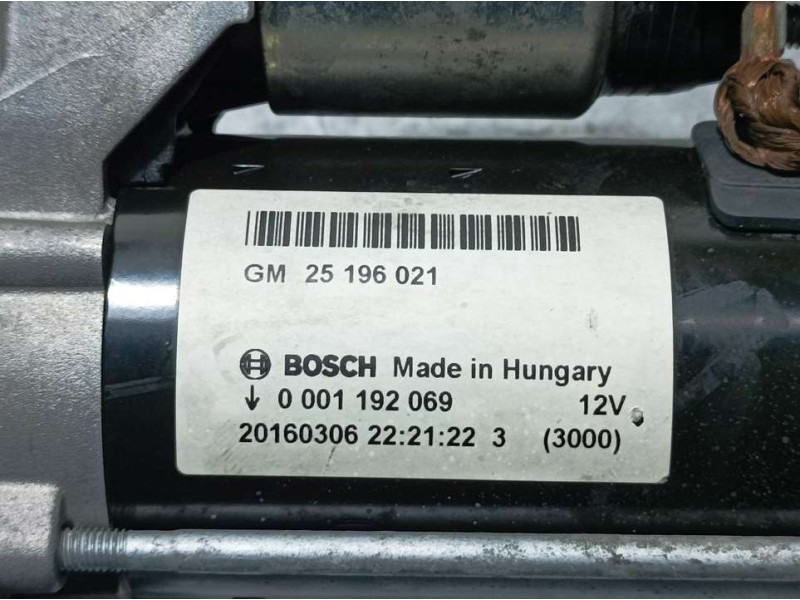 GM 25 196 021
BOSCH Made in Hungary
↓ 0 001 192 069 12V
20160306 22:21:22 3 (3000)